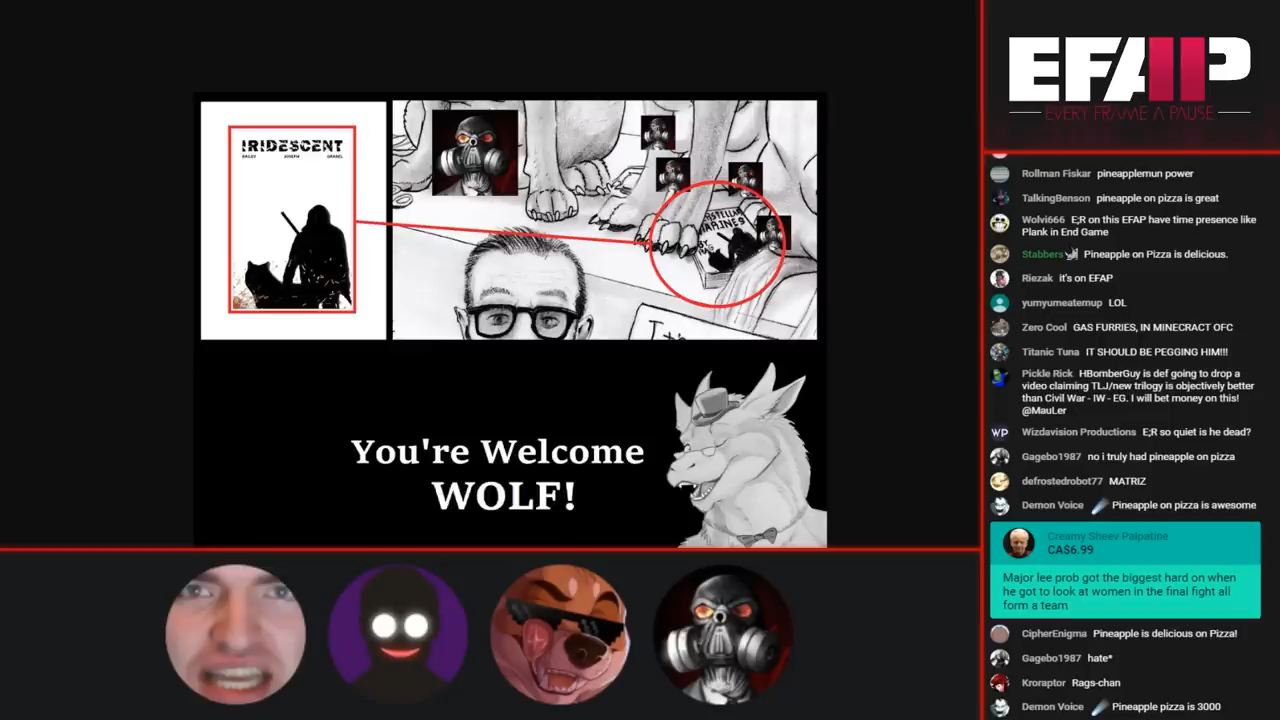 IRIDESCENT
BAILEY JOSEPH GRABEL
You're Welcome
WOLF!
EFAP
EVERY FRAME A PAUSE
Rollman Fiskar pineapplemun power
TalkingBenson pineapple on pizza is great
Wolvi666 E;R on this EFAP have time presence like
Plank in End Game
Stabbers Pineapple on Pizza is delicious.
Riezak it's on EFAP
yumyumeatemup LOL
Zero Cool GAS FURRIES, IN MINECRACT OFC
Titanic Tuna IT SHOULD BE PEGGING HIM!!!
Pickle Rick HBomberGuy is def going to drop a
video claiming TLJ/new trilogy is objectively better
than Civil War - IW - EG. I will bet money on this!
@MauLer
WP Wizdavision Productions E;R so quiet is he dead?
Gagebo1987 no i truly had pineapple on pizza
defrostedrobot77 MATRIZ
Demon Voice Pineapple on pizza is awesome
Creamy Sheev Palpatine
CA$6.99
Major lee prob got the biggest hard on when
he got to look at women in the final fight all
form a team
CipherEnigma Pineapple is delicious on Pizza!
Gagebo1987 hate*
Kroraptor Rags-chan
Demon Voice Pineapple pizza is 3000